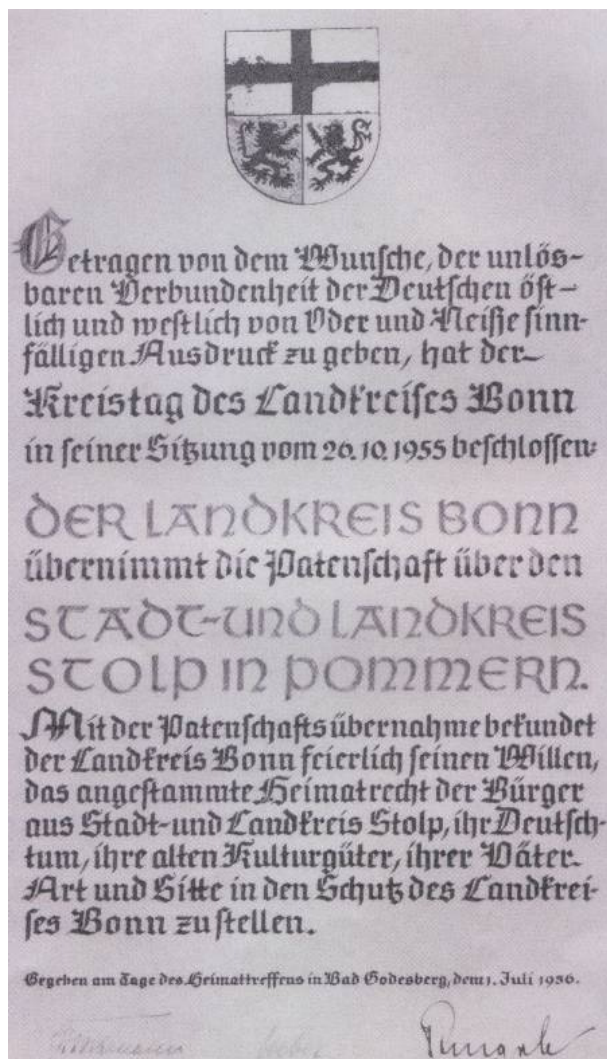 Getragen von dem Wunsche, der unlös-
baren Verbundenheit der Deutschen öst-
lich und westlich von Oder und Neiße sinn-
fälligen Ausdruck zu geben, hat der
Kreistag des Landkreises Bonn
in seiner Sitzung vom 26.10.1955 beschlossen:
DER LANDKREIS BONN
übernimmt die Patenschaft über den
STADT-UND LANDKREIS
STOLP IN POMMERN.
Mit der Patenschaftsübernahme bekundet
der Landkreis Bonn feierlich seinen Willen,
das angestammte Heimatrecht der Bürger
aus Stadt-und Landkreis Stolp, ihr Deutsch-
tum, ihre alten Kulturgüter, ihrer Väter
Art und Sitte in den Schutz des Landkrei-
ses Bonn zu stellen.
Gegeben am Tage des Heimattreffens in Bad Godesberg, dem 1. Juli 1956.